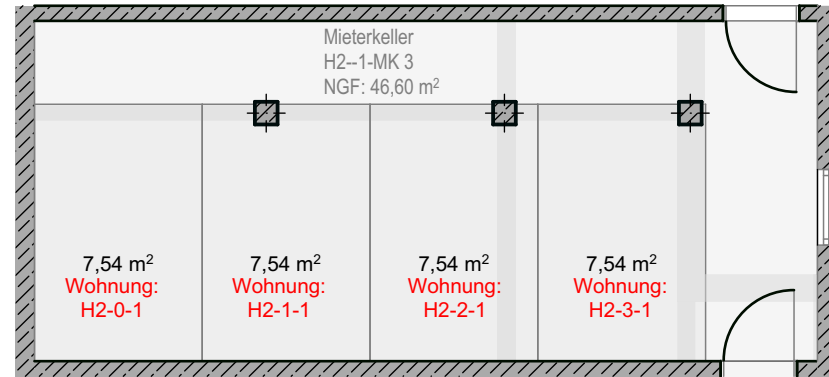 Mieterkeller
H2--1-MK 3
NGF: 46,60 m²
7,54 m²
Wohnung:
H2-0-1
7,54 m²
Wohnung:
H2-1-1
7,54 m²
Wohnung:
H2-2-1
7,54 m²
Wohnung:
H2-3-1